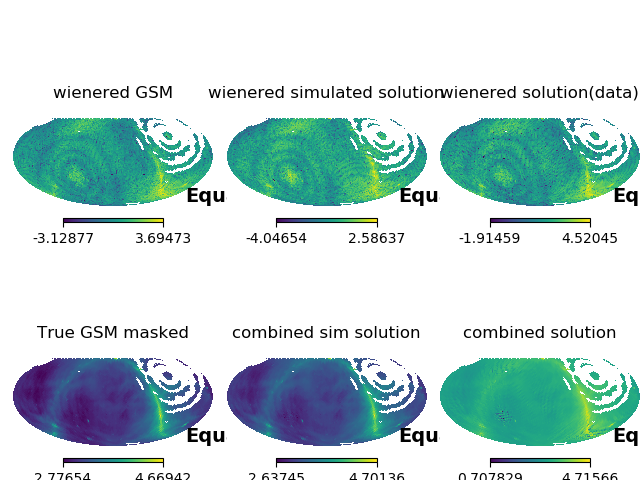 wienered GSM
wienered simulated solution
wienered solution(data)
Equ
Equ
Eq
-3.12877 3.69473
-4.04654 2.58637
-1.91459 4.52045
True GSM masked
combined sim solution
combined solution
Equ
Equ
Eq
2.77654 4.66942
2.63745 4.70136
0.707829 4.71566